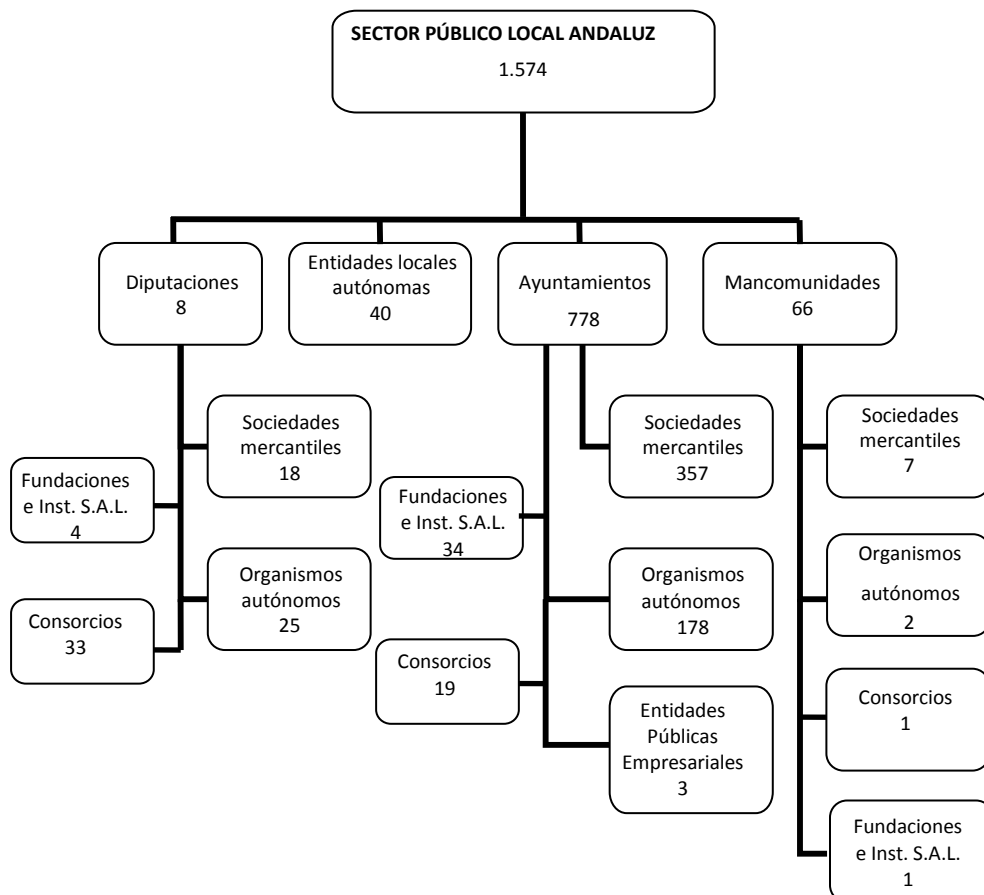 SECTOR PÚBLICO LOCAL ANDALUZ
1.574
Diputaciones
8
Entidades locales
autónomas
40
Ayuntamientos
778
Mancomunidades
66
Sociedades
mercantiles
18
Fundaciones
e Inst. S.A.L.
4
Organismos
autónomos
25
Consorcios
33
Sociedades
mercantiles
357
Fundaciones
e Inst. S.A.L.
34
Organismos
autónomos
178
Consorcios
19
Entidades
Públicas
Empresariales
3
Sociedades
mercantiles
7
Organismos
autónomos
2
Consorcios
1
Fundaciones
e Inst. S.A.L.
1